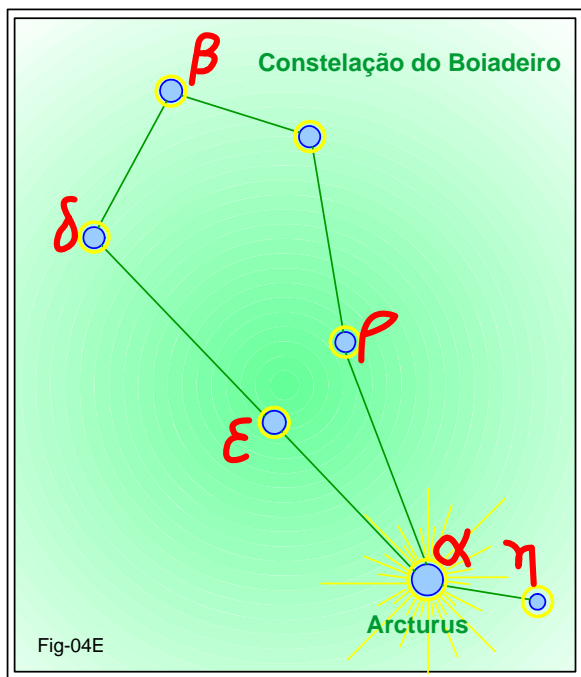 β
Constelação do Boiadeiro
δ
ρ
ε
α
η
Arcturus
Fig-04E